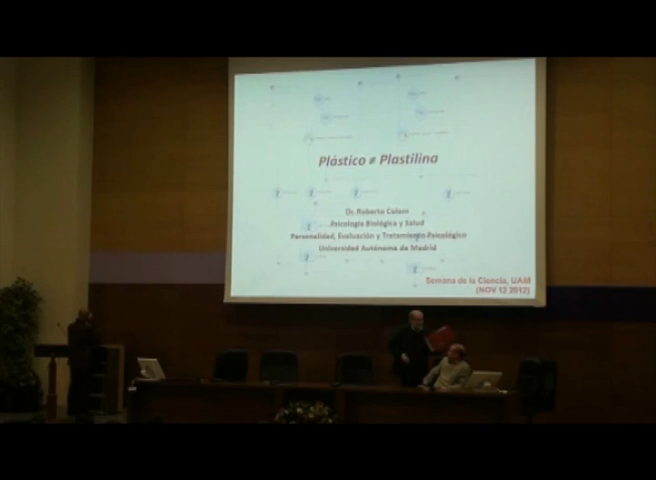 Plástico ≠ Plastilina
Dr. Roberto Colom
Psicología Biológica y Salud
Personalidad, Evaluación y Tratamiento Psicológico
Universidad Autónoma de Madrid
Semana de la Ciencia, UAM
(NOV 12 2012)